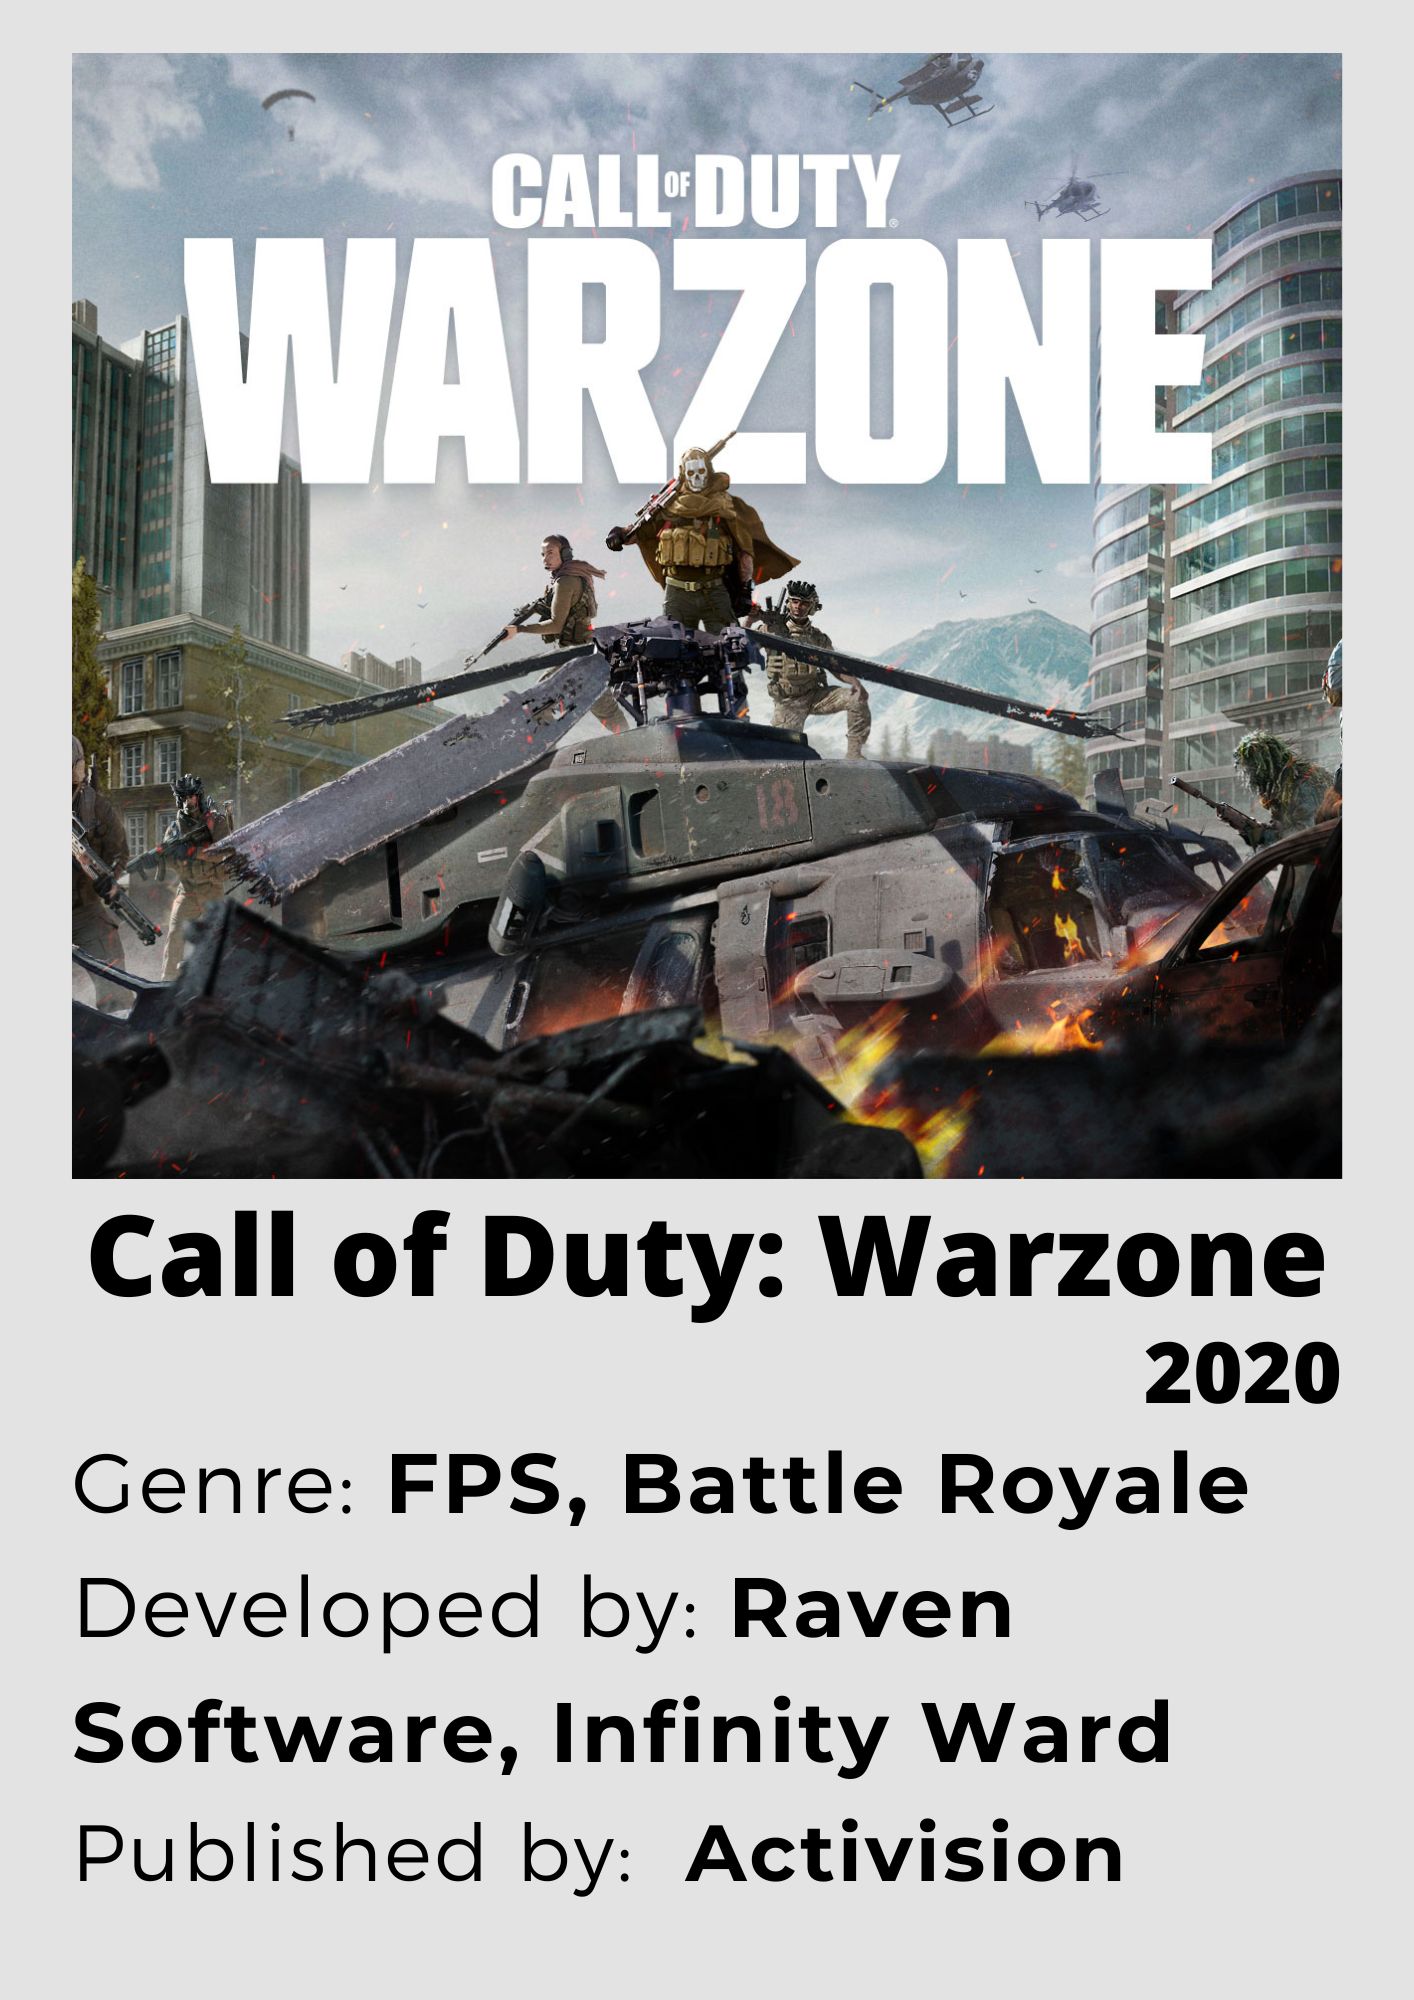 CALL OF DUTY®
WARZONE
18
Call of Duty: Warzone
2020
Genre: FPS, Battle Royale
Developed by: Raven
Software, Infinity Ward
Published by: Activision